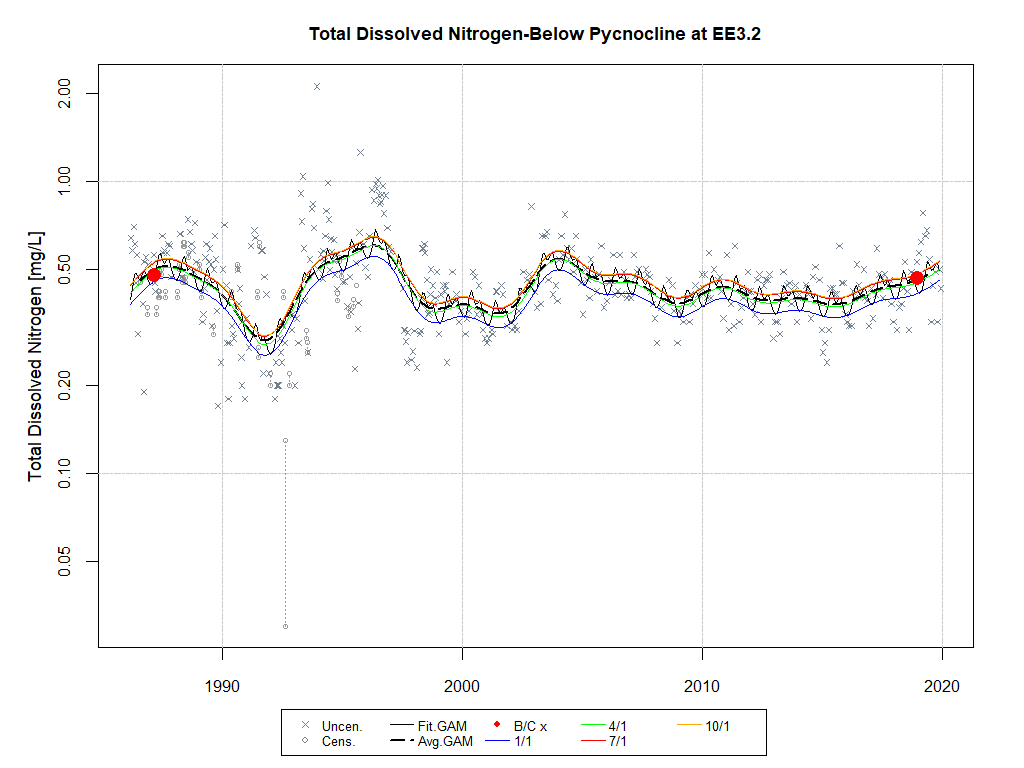 Total Dissolved Nitrogen-Below Pycnocline at EE3.2
Total Dissolved Nitrogen [mg/L]
2.00
1.00
0.50
0.20
0.10
0.05
1990 2000 2010 2020
Uncen. Fit.GAM B/C x 4/1 10/1
Cens. Avg.GAM 1/1 7/1